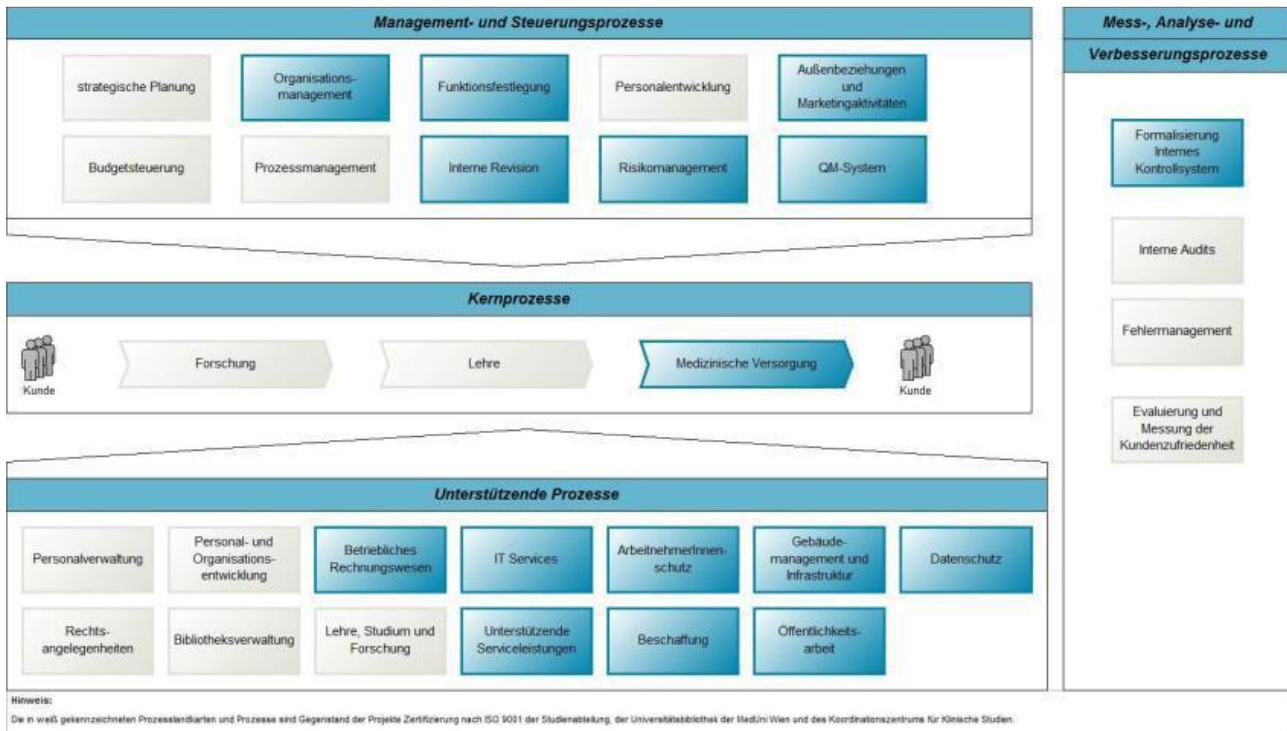 Management- und Steuerungsprozesse
strategische Planung
Organisations-
management
Funktionsfestlegung
Personalentwicklung
Außenbeziehungen
und
Marketingaktivitäten
Budgetsteuerung
Prozessmanagement
Interne Revision
Risikomanagement
QM-System
Kernprozesse
Kunde
Forschung
Lehre
Medizinische Versorgung
Kunde
Unterstützende Prozesse
Personalverwaltung
Personal- und
Organisations-
entwicklung
Betriebliches
Rechnungswesen
IT Services
ArbeitnehmerInnen-
schutz
Gebäude-
management und
Infrastruktur
Datenschutz
Rechts-
angelegenheiten
Bibliotheksverwaltung
Lehre, Studium und
Forschung
Unterstützende
Serviceleistungen
Beschaffung
Öffentlichkeits-
arbeit
Mess-, Analyse- und
Verbesserungsprozesse
Formalisierung
Internes
Kontrollsystem
Interne Audits
Fehlermanagement
Evaluierung und
Messung der
Kundenzufriedenheit
Hinweis:
Die in weiß gekennzeichneten Prozesslandkarten und Prozesse sind Gegenstand der Projekte Zertifizierung nach ISO 9001 der Studienabteilung, der Universitätsbibliothek der MedUni Wien und des Koordinationszentrums für Klinische Studien.